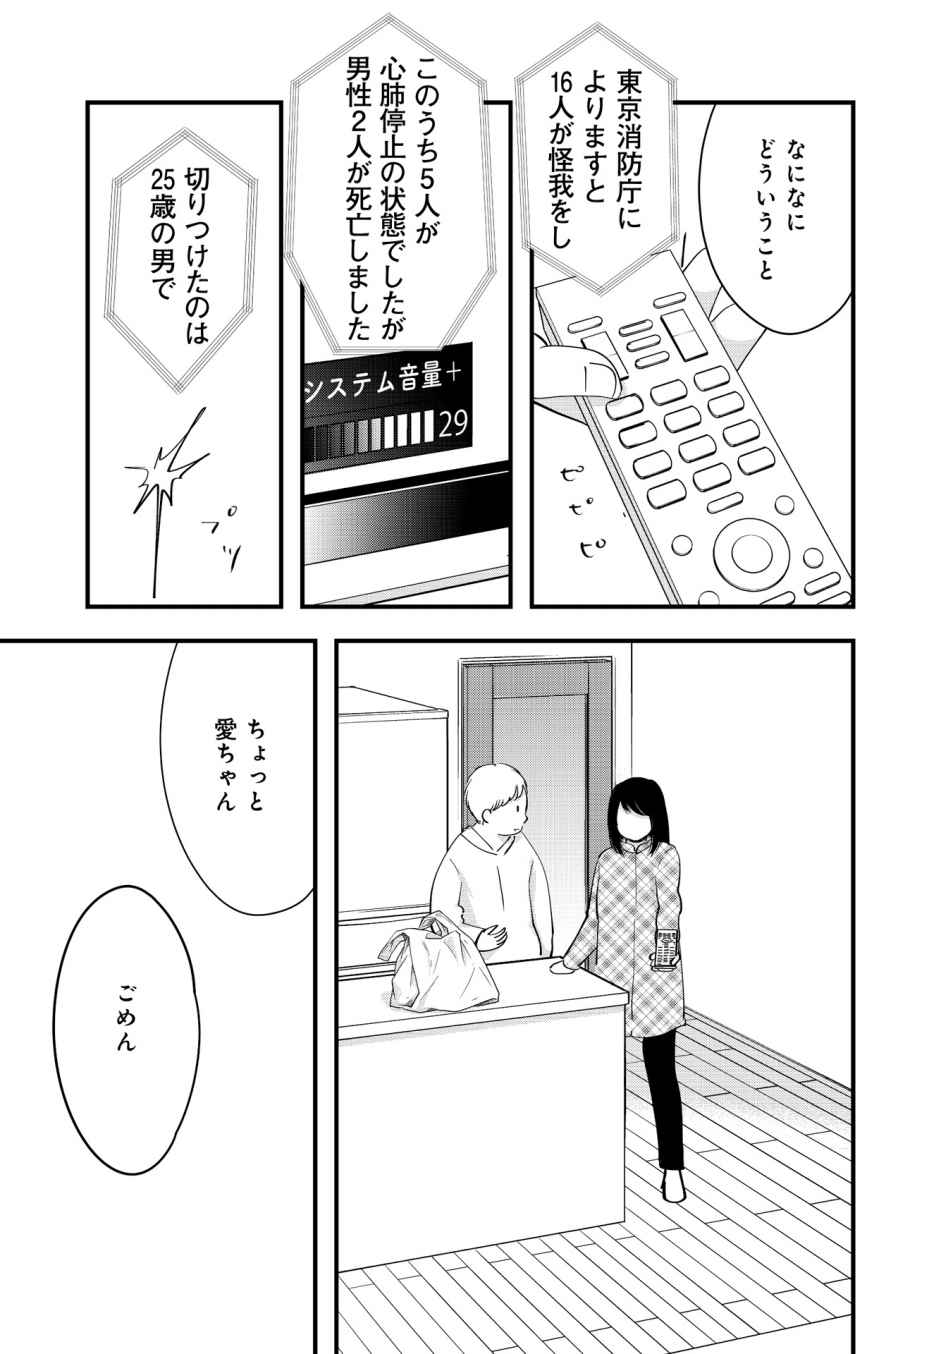 なになに
どういうこと
東京消防庁に
よりますと
16人が怪我をし
ピ
ピ
ピ
このうち5人が
心肺停止の状態でしたが
男性2人が死亡しました
システム音量+
29
切りつけたのは
25歳の男で
プ
ツ
ちょっと
愛ちゃん
ごめん